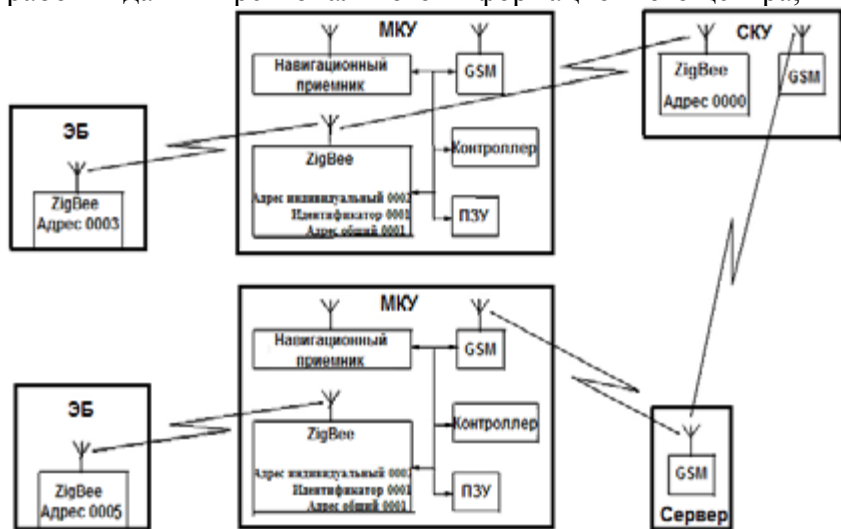 МКУ
Навигационный
приемник
GSM
ZigBee
Контроллер
Адрес индивидуальный 0002
Идентификатор 0001
Адрес общий 0001
ПЗУ
СКУ
ZigBee
Адрес 0000
GSM
ЭБ
ZigBee
Адрес 0003
МКУ
Навигационный
приемник
GSM
ZigBee
Контроллер
Адрес индивидуальный 0002
Идентификатор 0001
Адрес общий 0001
ПЗУ
ЭБ
ZigBee
Адрес 0005
GSM
Сервер